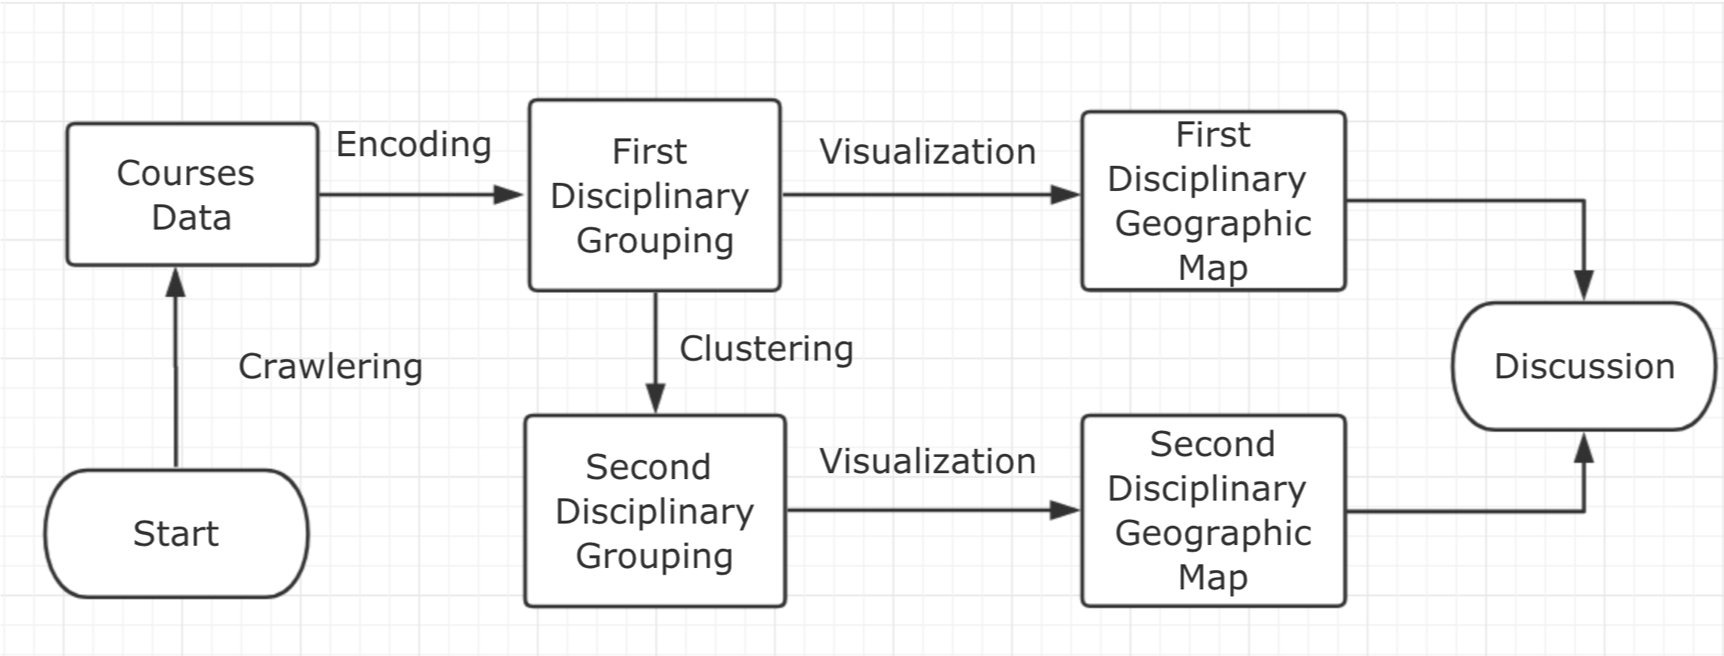 Courses
Data
Encoding
First
Disciplinary
Grouping
Visualization
First
Disciplinary
Geographic
Map
Crawlering
Clustering
Discussion
Start
Second
Disciplinary
Grouping
Visualization
Second
Disciplinary
Geographic
Map